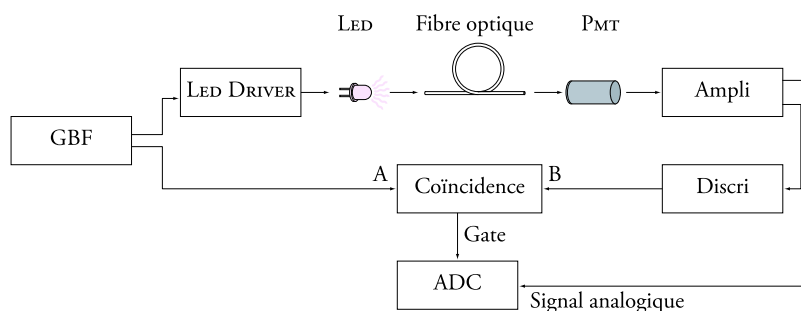 LED
Fibre optique
PMT
LED DRIVER
Ampli
GBF
A
Coïncidence
B
Discri
Gate
ADC
Signal analogique